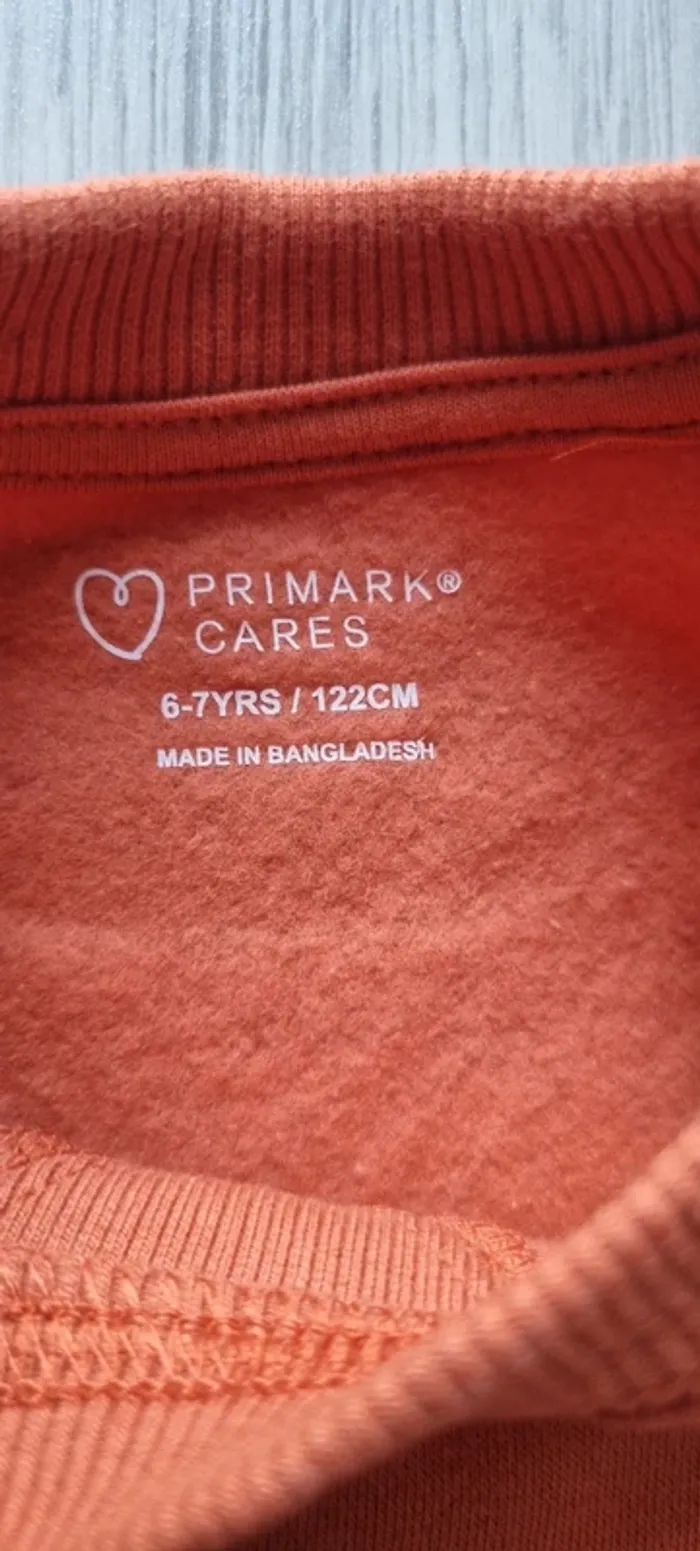 PRIMARK®
CARES
6-7YRS / 122CM
MADE IN BANGLADESH